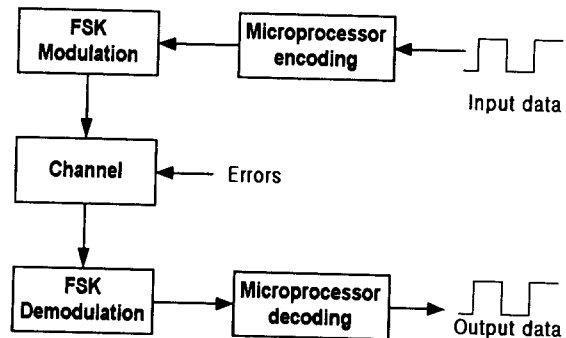 FSK
Modulation
Microprocessor
encoding
Input data
Channel
Errors
FSK
Demodulation
Microprocessor
decoding
Output data